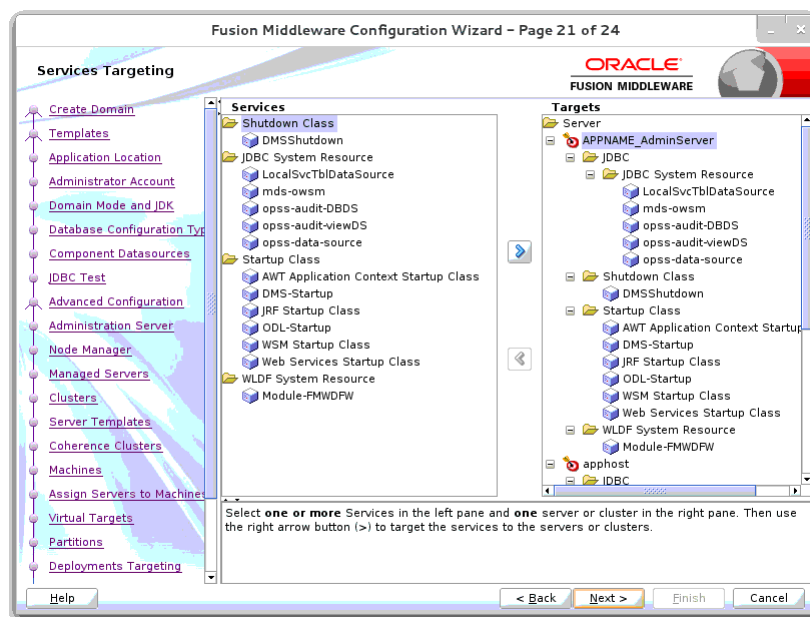 Fusion Middleware Configuration Wizard – Page 21 of 24
Services Targeting
ORACLE
FUSION MIDDLEWARE
Create Domain
Templates
Application Location
Administrator Account
Domain Mode and JDK
Database Configuration Typ
Component Datasources
JDBC Test
Advanced Configuration
Administration Server
Node Manager
Managed Servers
Clusters
Server Templates
Coherence Clusters
Machines
Assign Servers to Machines
Virtual Targets
Partitions
Deployments Targeting
Services
Shutdown Class
DMSShutdown
JDBC System Resource
LocalSvcTblDataSource
mds-owsm
opss-audit-DBDS
opss-audit-viewDS
opss-data-source
Startup Class
AWT Application Context Startup Class
DMS-Startup
JRF Startup Class
ODL-Startup
WSM Startup Class
Web Services Startup Class
WLDF System Resource
Module-FMWDFW
Targets
Server
APPNAME_AdminServer
JDBC
JDBC System Resource
LocalSvcTblDataSource
mds-owsm
opss-audit-DBDS
opss-audit-viewDS
opss-data-source
Shutdown Class
DMSShutdown
Startup Class
AWT Application Context Startup
DMS-Startup
JRF Startup Class
ODL-Startup
WSM Startup Class
Web Services Startup Class
WLDF System Resource
Module-FMWDFW
apphost
JDBC
Select one or more Services in the left pane and one server or cluster in the right pane. Then use
the right arrow button (>) to target the services to the servers or clusters.
Help
< Back
Next >
Finish
Cancel